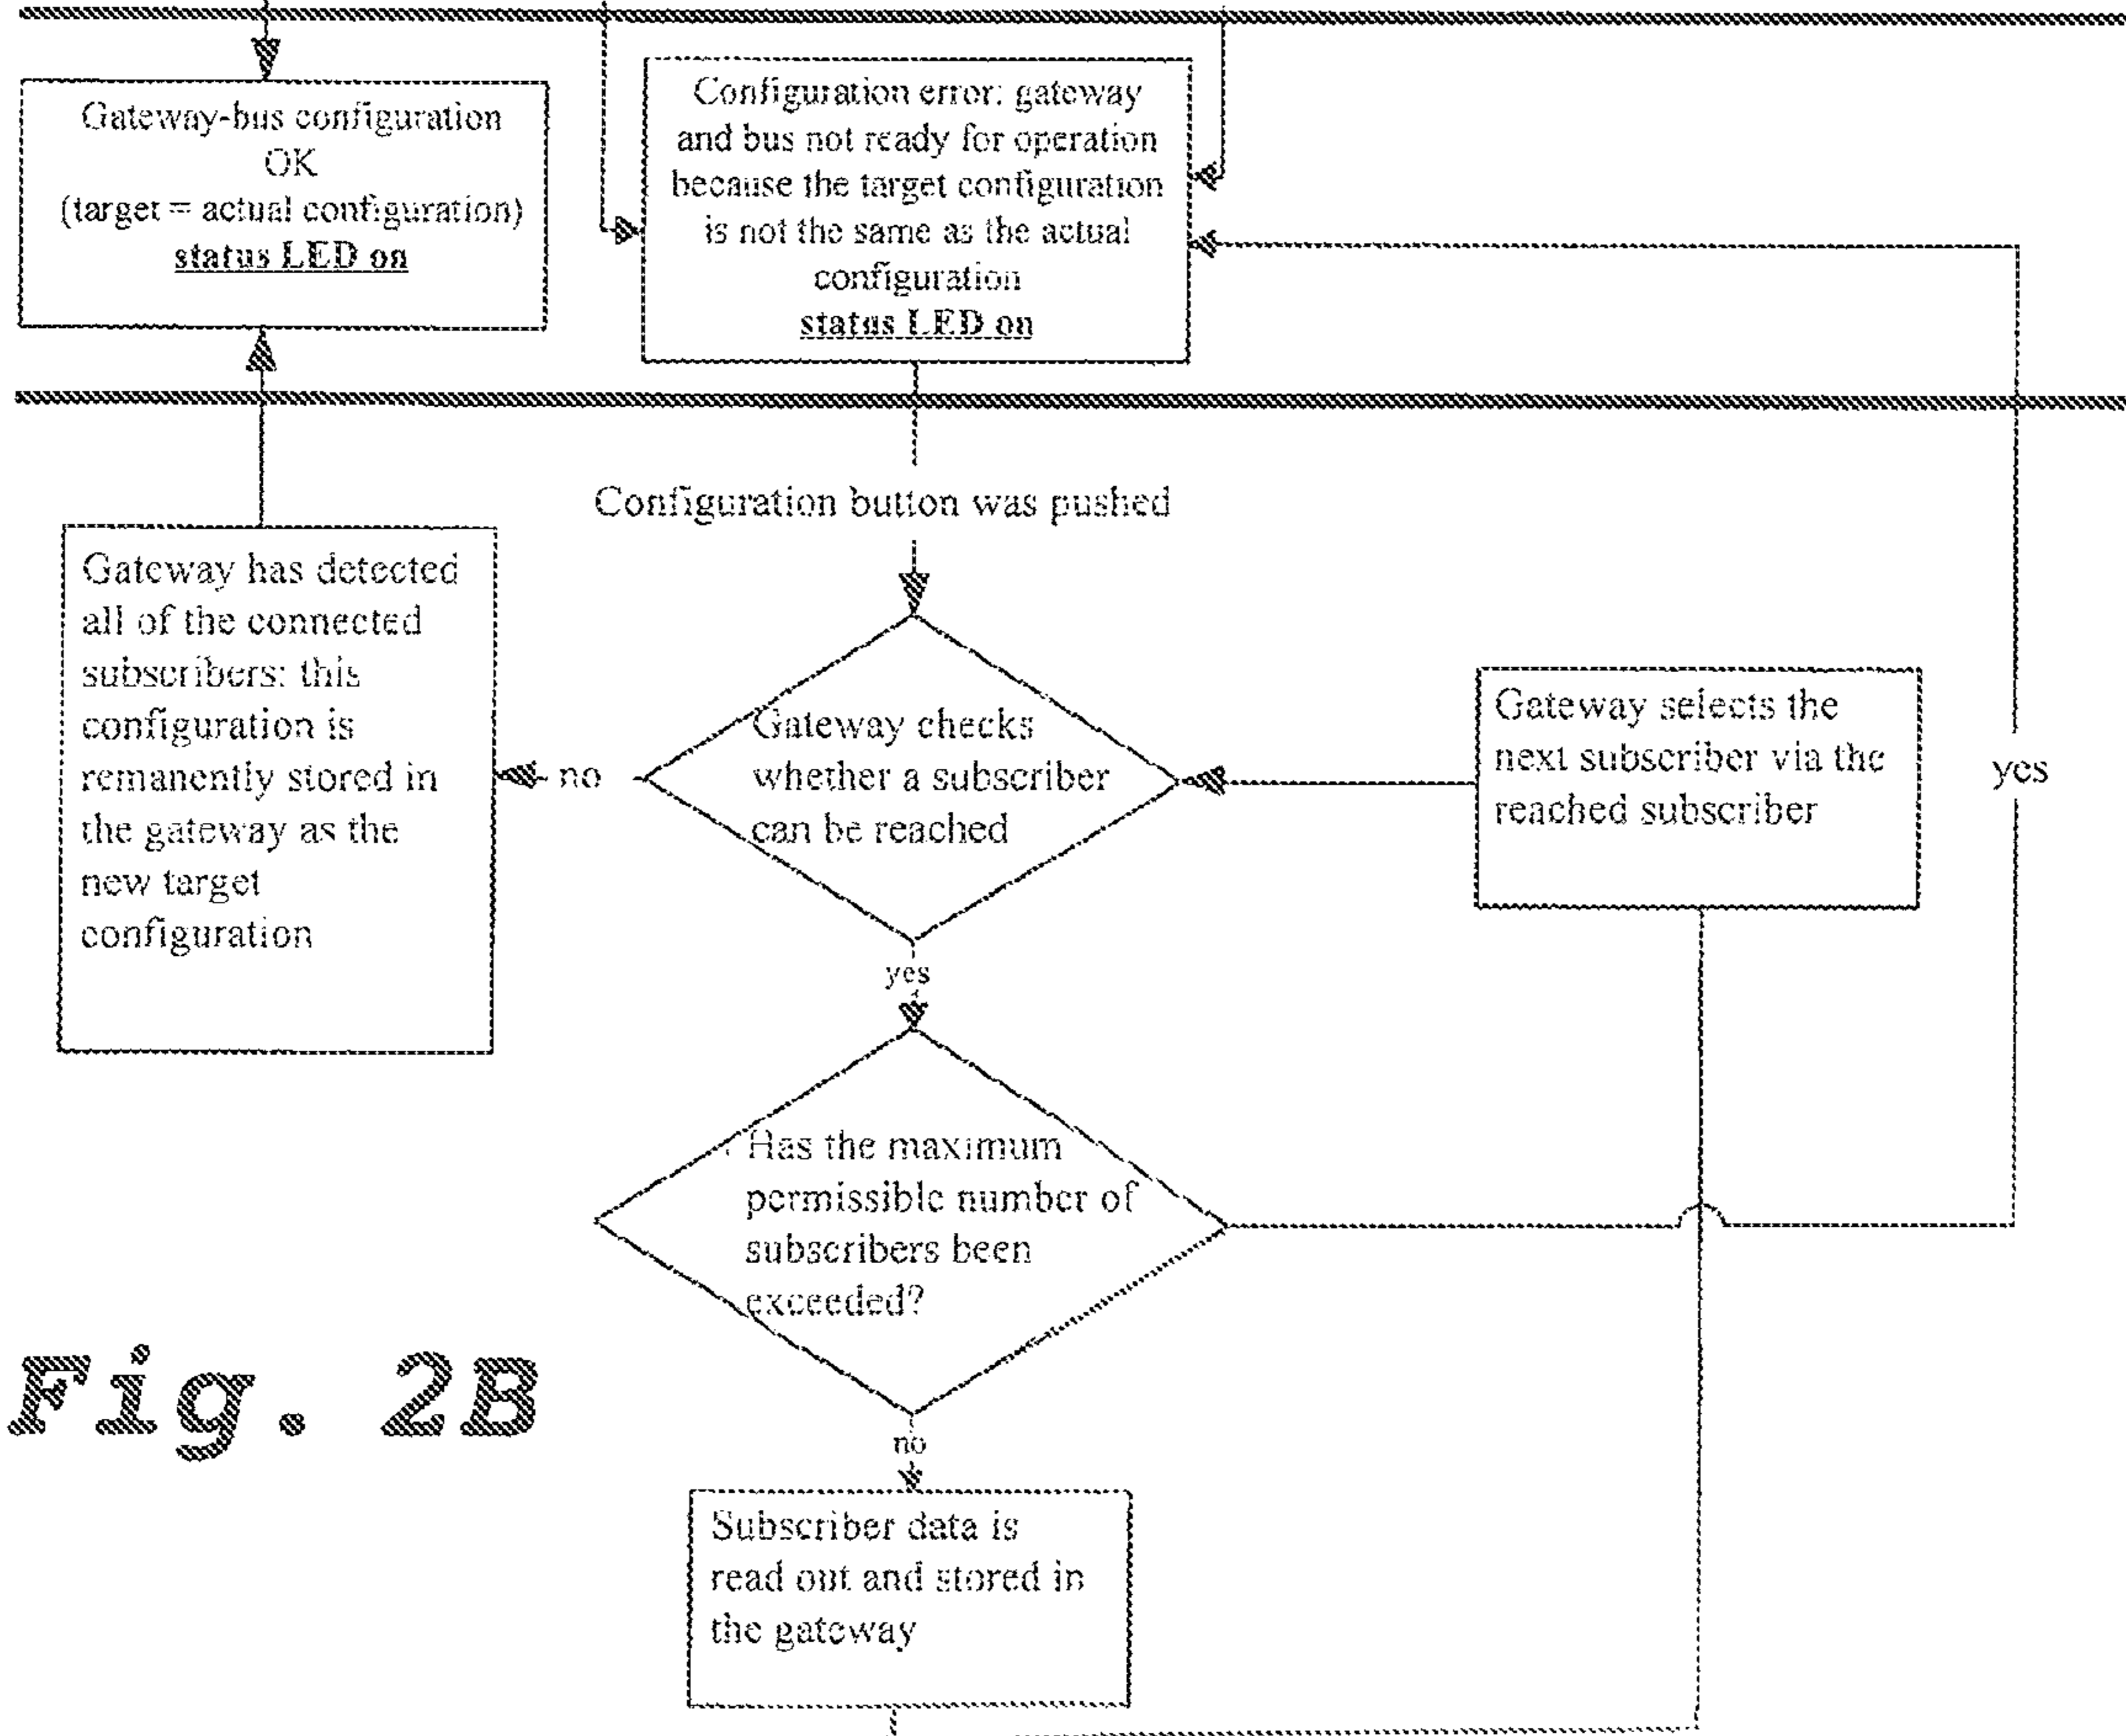 Gateway-bus configuration
OK
(target = actual configuration)
status LED on
Configuration error: gateway
and bus not ready for operation
because the target configuration
is not the same as the actual
configuration
status LED on
Configuration button was pushed
Gateway has detected
all of the connected
subscribers: this
configuration is
remanently stored in
the gateway as the
new target
configuration
no
Gateway checks
whether a subscriber
can be reached
Gateway selects the
next subscriber via the
reached subscriber
yes
yes
Has the maximum
permissible number of
subscribers been
exceeded?
no
Subscriber data is
read out and stored in
the gateway
Fig. 2B